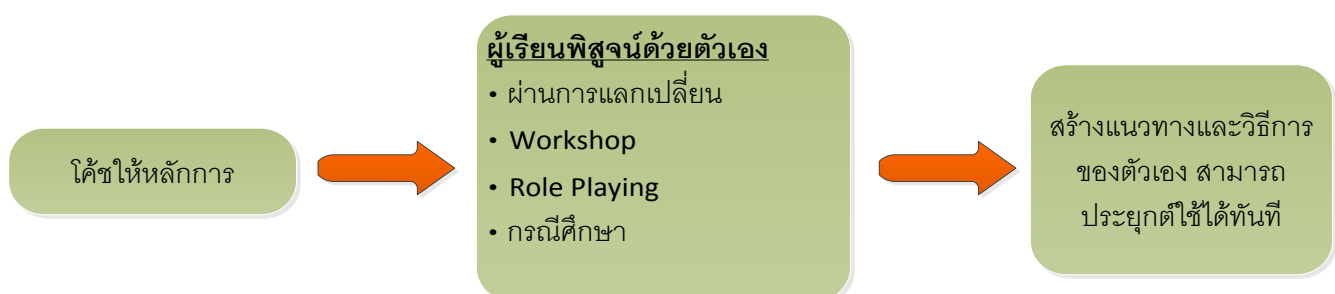 โค้ชให้หลักการ
ผู้เรียนพิสูจน์ด้วยตัวเอง
• ผ่านการแลกเปลี่ยน
• Workshop
• Role Playing
• กรณีศึกษา
สร้างแนวทางและวิธีการ
ของตัวเอง สามารถ
ประยุกต์ใช้ได้ทันที